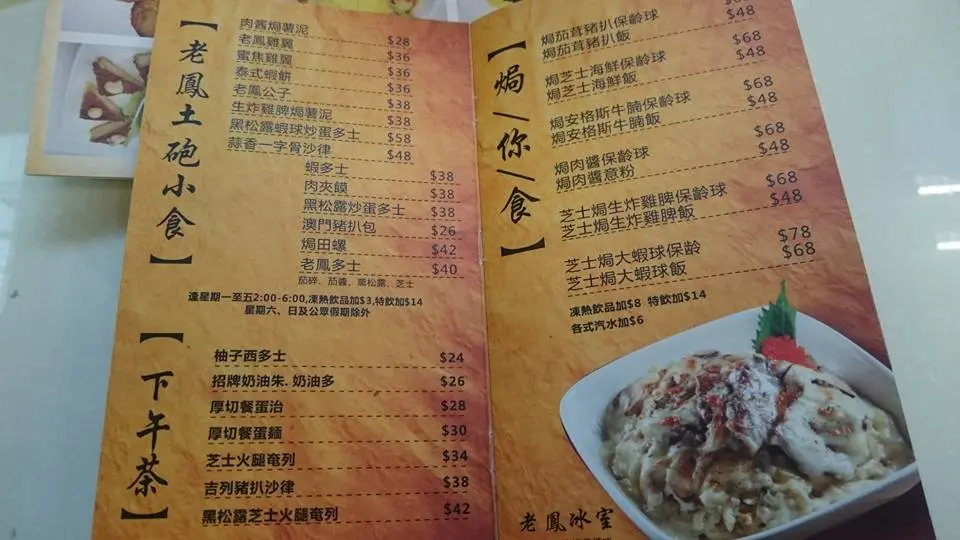 【老鳳土砲小食】
肉醬焗薯泥 $28
老鳳雞翼 $36
蜜焦雞翼 $36
泰式蝦餅 $36
老鳳公子 $38
生炸雞脾焗薯泥 $38
黑松露蝦球炒蛋多士 $58
蒜香一字骨沙律 $48
蝦多士 $38
肉夾饃 $38
黑松露炒蛋多士 $38
澳門豬扒包 $26
焗田螺 $42
老鳳多士 $40
茄碎、茄醬、黑松露、芝士
逢星期一至五2:00-6:00,凍熱飲品加$3,特飲加$14
星期六、日及公眾假期除外
【下午茶】
柚子西多士 $24
招牌奶油朱. 奶油多 $26
厚切餐蛋治 $28
厚切餐蛋麵 $30
芝士火腿奄列 $34
吉列豬扒沙律 $38
黑松露芝士火腿奄列 $42
【焗/你/食】
焗茄茸豬扒保齡球
焗茄茸豬扒飯 $48
焗芝士海鮮保齡球 $68
焗芝士海鮮飯 $48
焗安格斯牛腩保齡球 $68
焗安格斯牛腩飯 $48
焗肉醬保齡球 $68
焗肉醬意粉 $48
芝士焗生炸雞脾保齡球 $68
芝士焗生炸雞脾飯 $48
芝士焗大蝦球保齡 $78
芝士焗大蝦球飯 $68
凍熱飲品加$8 特飲加$14
各式汽水加$6
老鳳冰室